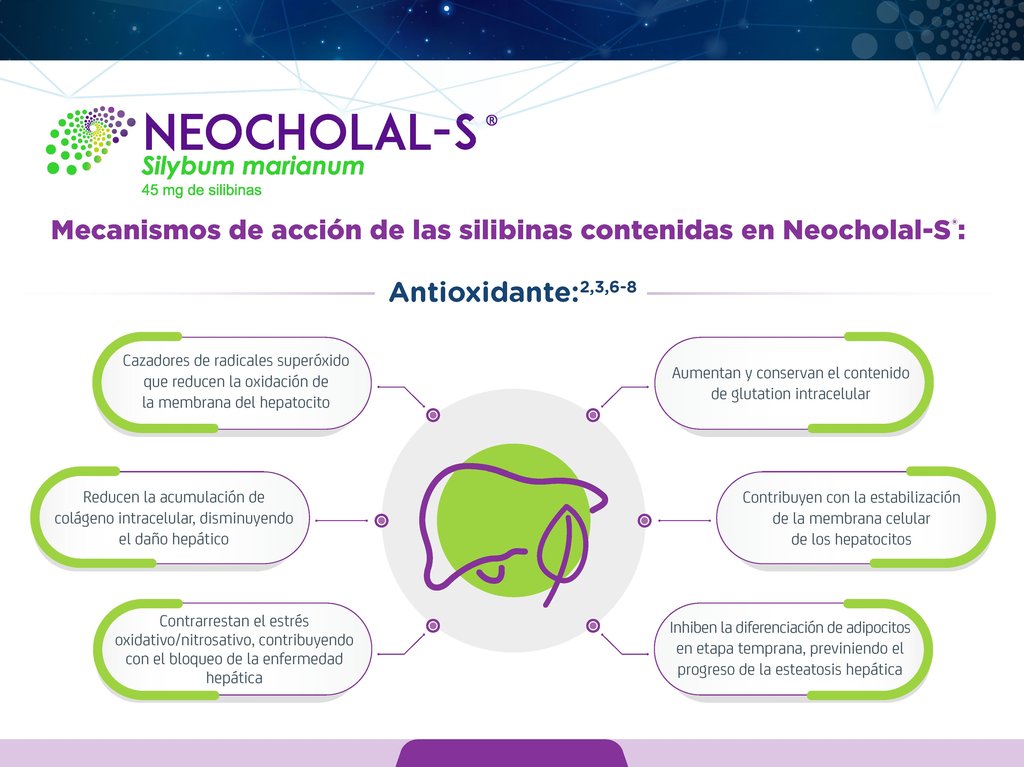 NEOCHOLAL-S ®
Silybum marianum
45 mg de silibinas
Mecanismos de acción de las silibinas contenidas en Neocholal-S®:
Antioxidante:2,3,6-8
Cazadores de radicales superóxido
que reducen la oxidación de
la membrana del hepatocito
Aumentan y conservan el contenido
de glutation intracelular
Reducen la acumulación de
colágeno intracelular, disminuyendo
el daño hepático
Contribuyen con la estabilización
de la membrana celular
de los hepatocitos
Contrarrestan el estrés
oxidativo/nitrosativo, contribuyendo
con el bloqueo de la enfermedad
hepática
Inhiben la diferenciación de adipocitos
en etapa temprana, previniendo el
progreso de la esteatosis hepática